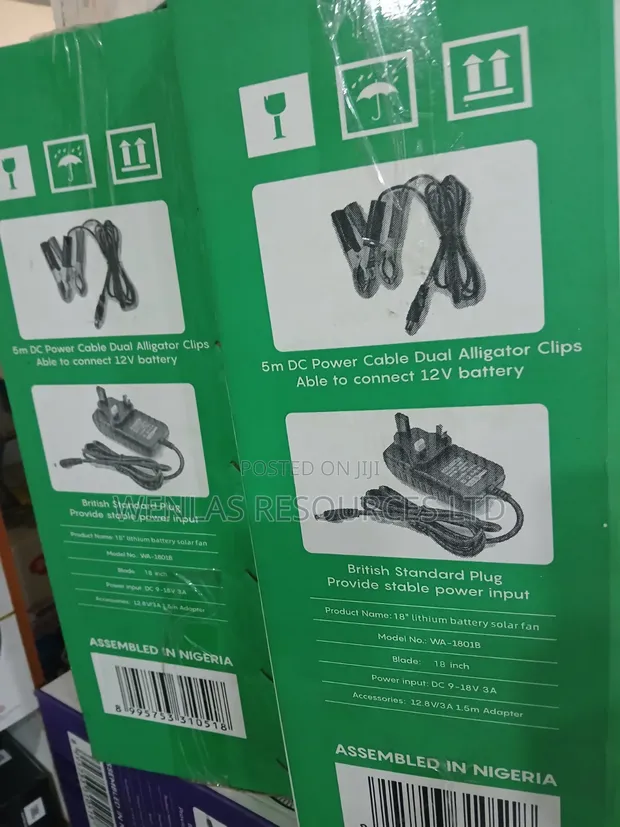 5m DC Power Cable Dual Alligator Clips
Able to connect 12V battery
British Standard Plug
Provide stable power input
Product Name: 18" lithium battery solar fan
Model No.: WA-1801B
Blade: 18 inch
Power input: DC 9-18V 3A
Accessories: 12.8V/3A 1.5m Adapter
ASSEMBLED IN NIGERIA
8 995753 310518
5m DC Power Cable Dual Alligator Clips
Able to connect 12V battery
British Standard Plug
Provide stable power input
Product Name: 18" lithium battery solar fan
Model No.: WA-1801B
Blade: 18 inch
Power input: DC 9-18V 3A
Accessories: 12.8V/3A 1.5m Adapter
ASSEMBLED IN NIGERIA
POSTED ON JIJI
WENILAS RESOURCES LTD